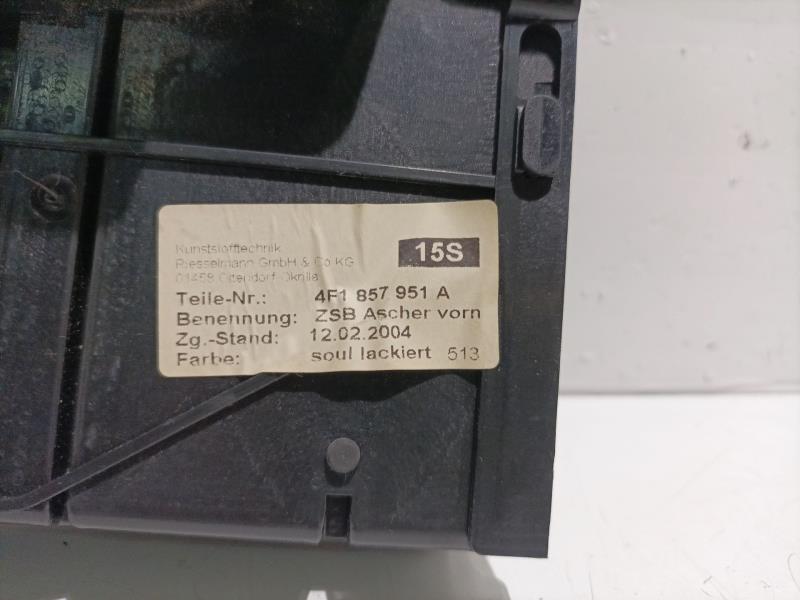 Kunststofftechnik
Riesselmann GmbH & Co KG
01458 Ottendorf-Okrilla
15S
Teile-Nr.: 4F1 857 951 A
Benennung: ZSB Ascher vorn
Zg.-Stand: 12.02.2004
Farbe: soul lackiert 513